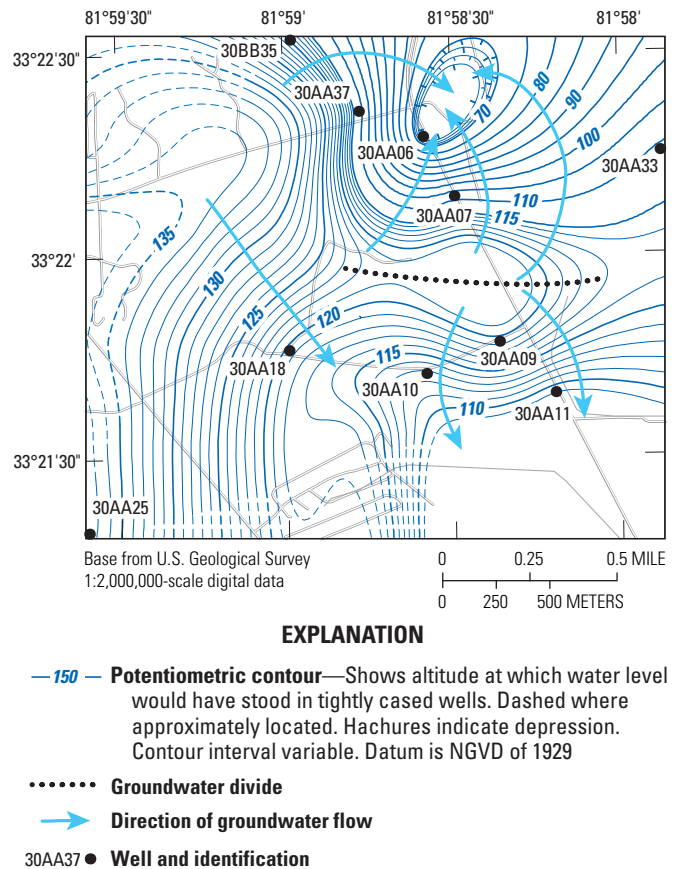 81°59'30" 81°59' 81°58'30" 81°58'
33°22'30"
30BB35
80
30AA37
90
70
100
30AA06
30AA33
110
30AA07
115
135
33°22'
130
125
120
115
30AA09
30AA18
30AA10
110
30AA11
33°21'30"
30AA25
Base from U.S. Geological Survey
1:2,000,000-scale digital data
0 0.25 0.5 MILE
0 250 500 METERS
EXPLANATION
150 Potentiometric contour—Shows altitude at which water level
would have stood in tightly cased wells. Dashed where
approximately located. Hachures indicate depression.
Contour interval variable. Datum is NGVD of 1929
Groundwater divide
Direction of groundwater flow
30AA37 Well and identification